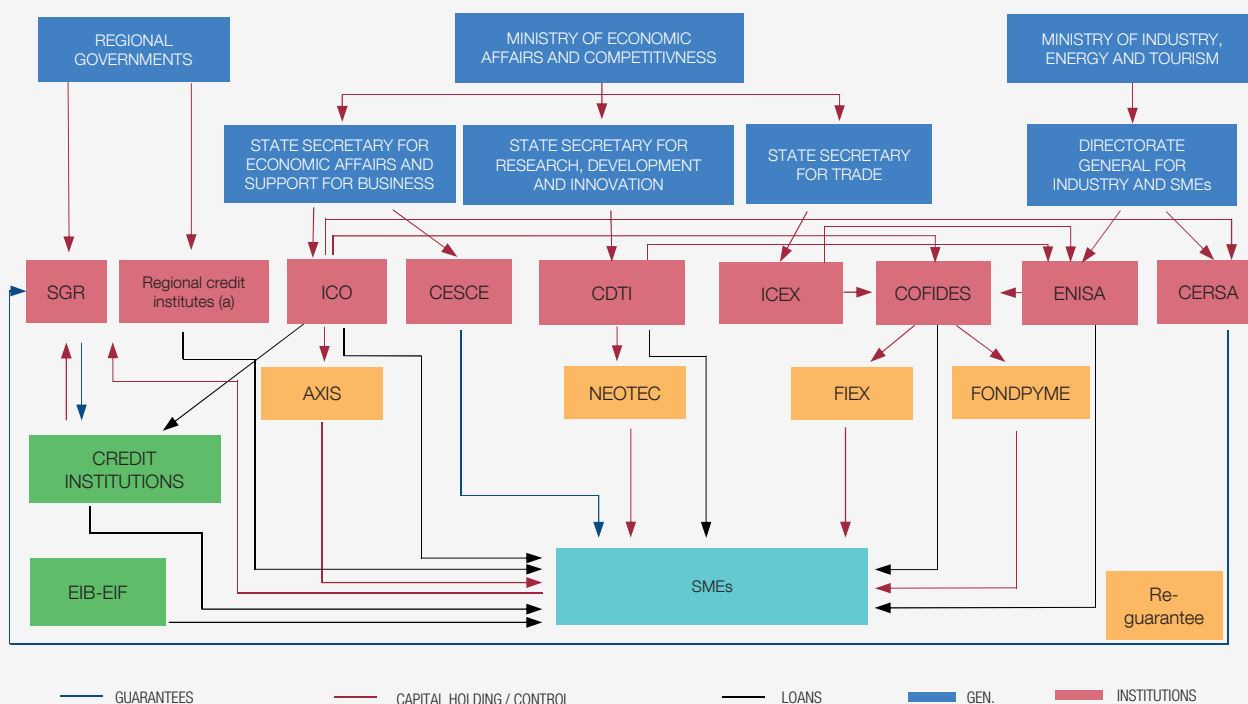 REGIONAL
GOVERNMENTS
MINISTRY OF ECONOMIC
AFFAIRS AND COMPETITIVNESS
MINISTRY OF INDUSTRY,
ENERGY AND TOURISM
STATE SECRETARY FOR
ECONOMIC AFFAIRS AND
SUPPORT FOR BUSINESS
STATE SECRETARY FOR
RESEARCH, DEVELOPMENT
AND INNOVATION
STATE SECRETARY
FOR TRADE
DIRECTORATE
GENERAL FOR
INDUSTRY AND SMEs
SGR
Regional credit
institutes (a)
ICO
CESCE
CDTI
ICEX
COFIDES
ENISA
CERSA
AXIS
NEOTEC
FIEX
FONDPYME
CREDIT
INSTITUTIONS
EIB-EIF
SMEs
Re-
guarantee
GUARANTEES
CAPITAL HOLDING / CONTROL
LOANS
GEN.
INSTITUTIONS